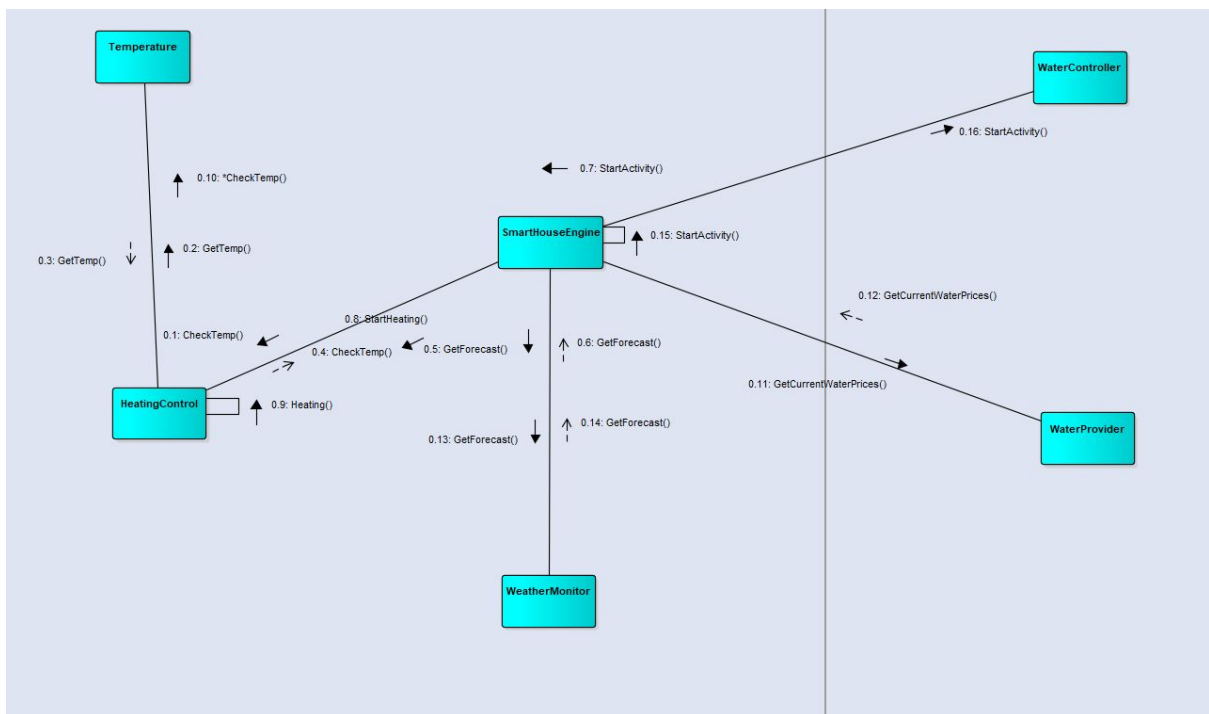 Temperature
WaterController
0.16: StartActivity()
0.7: StartActivity()
0.10: *CheckTemp()
SmartHouseEngine
0.15: StartActivity()
0.2: GetTemp()
0.3: GetTemp()
0.12: GetCurrentWaterPrices()
0.8: StartHeating()
0.1: CheckTemp()
0.4: CheckTemp()
0.5: GetForecast()
0.6: GetForecast()
0.11: GetCurrentWaterPrices()
HeatingControl
0.9: Heating()
0.14: GetForecast()
0.13: GetForecast()
WaterProvider
WeatherMonitor